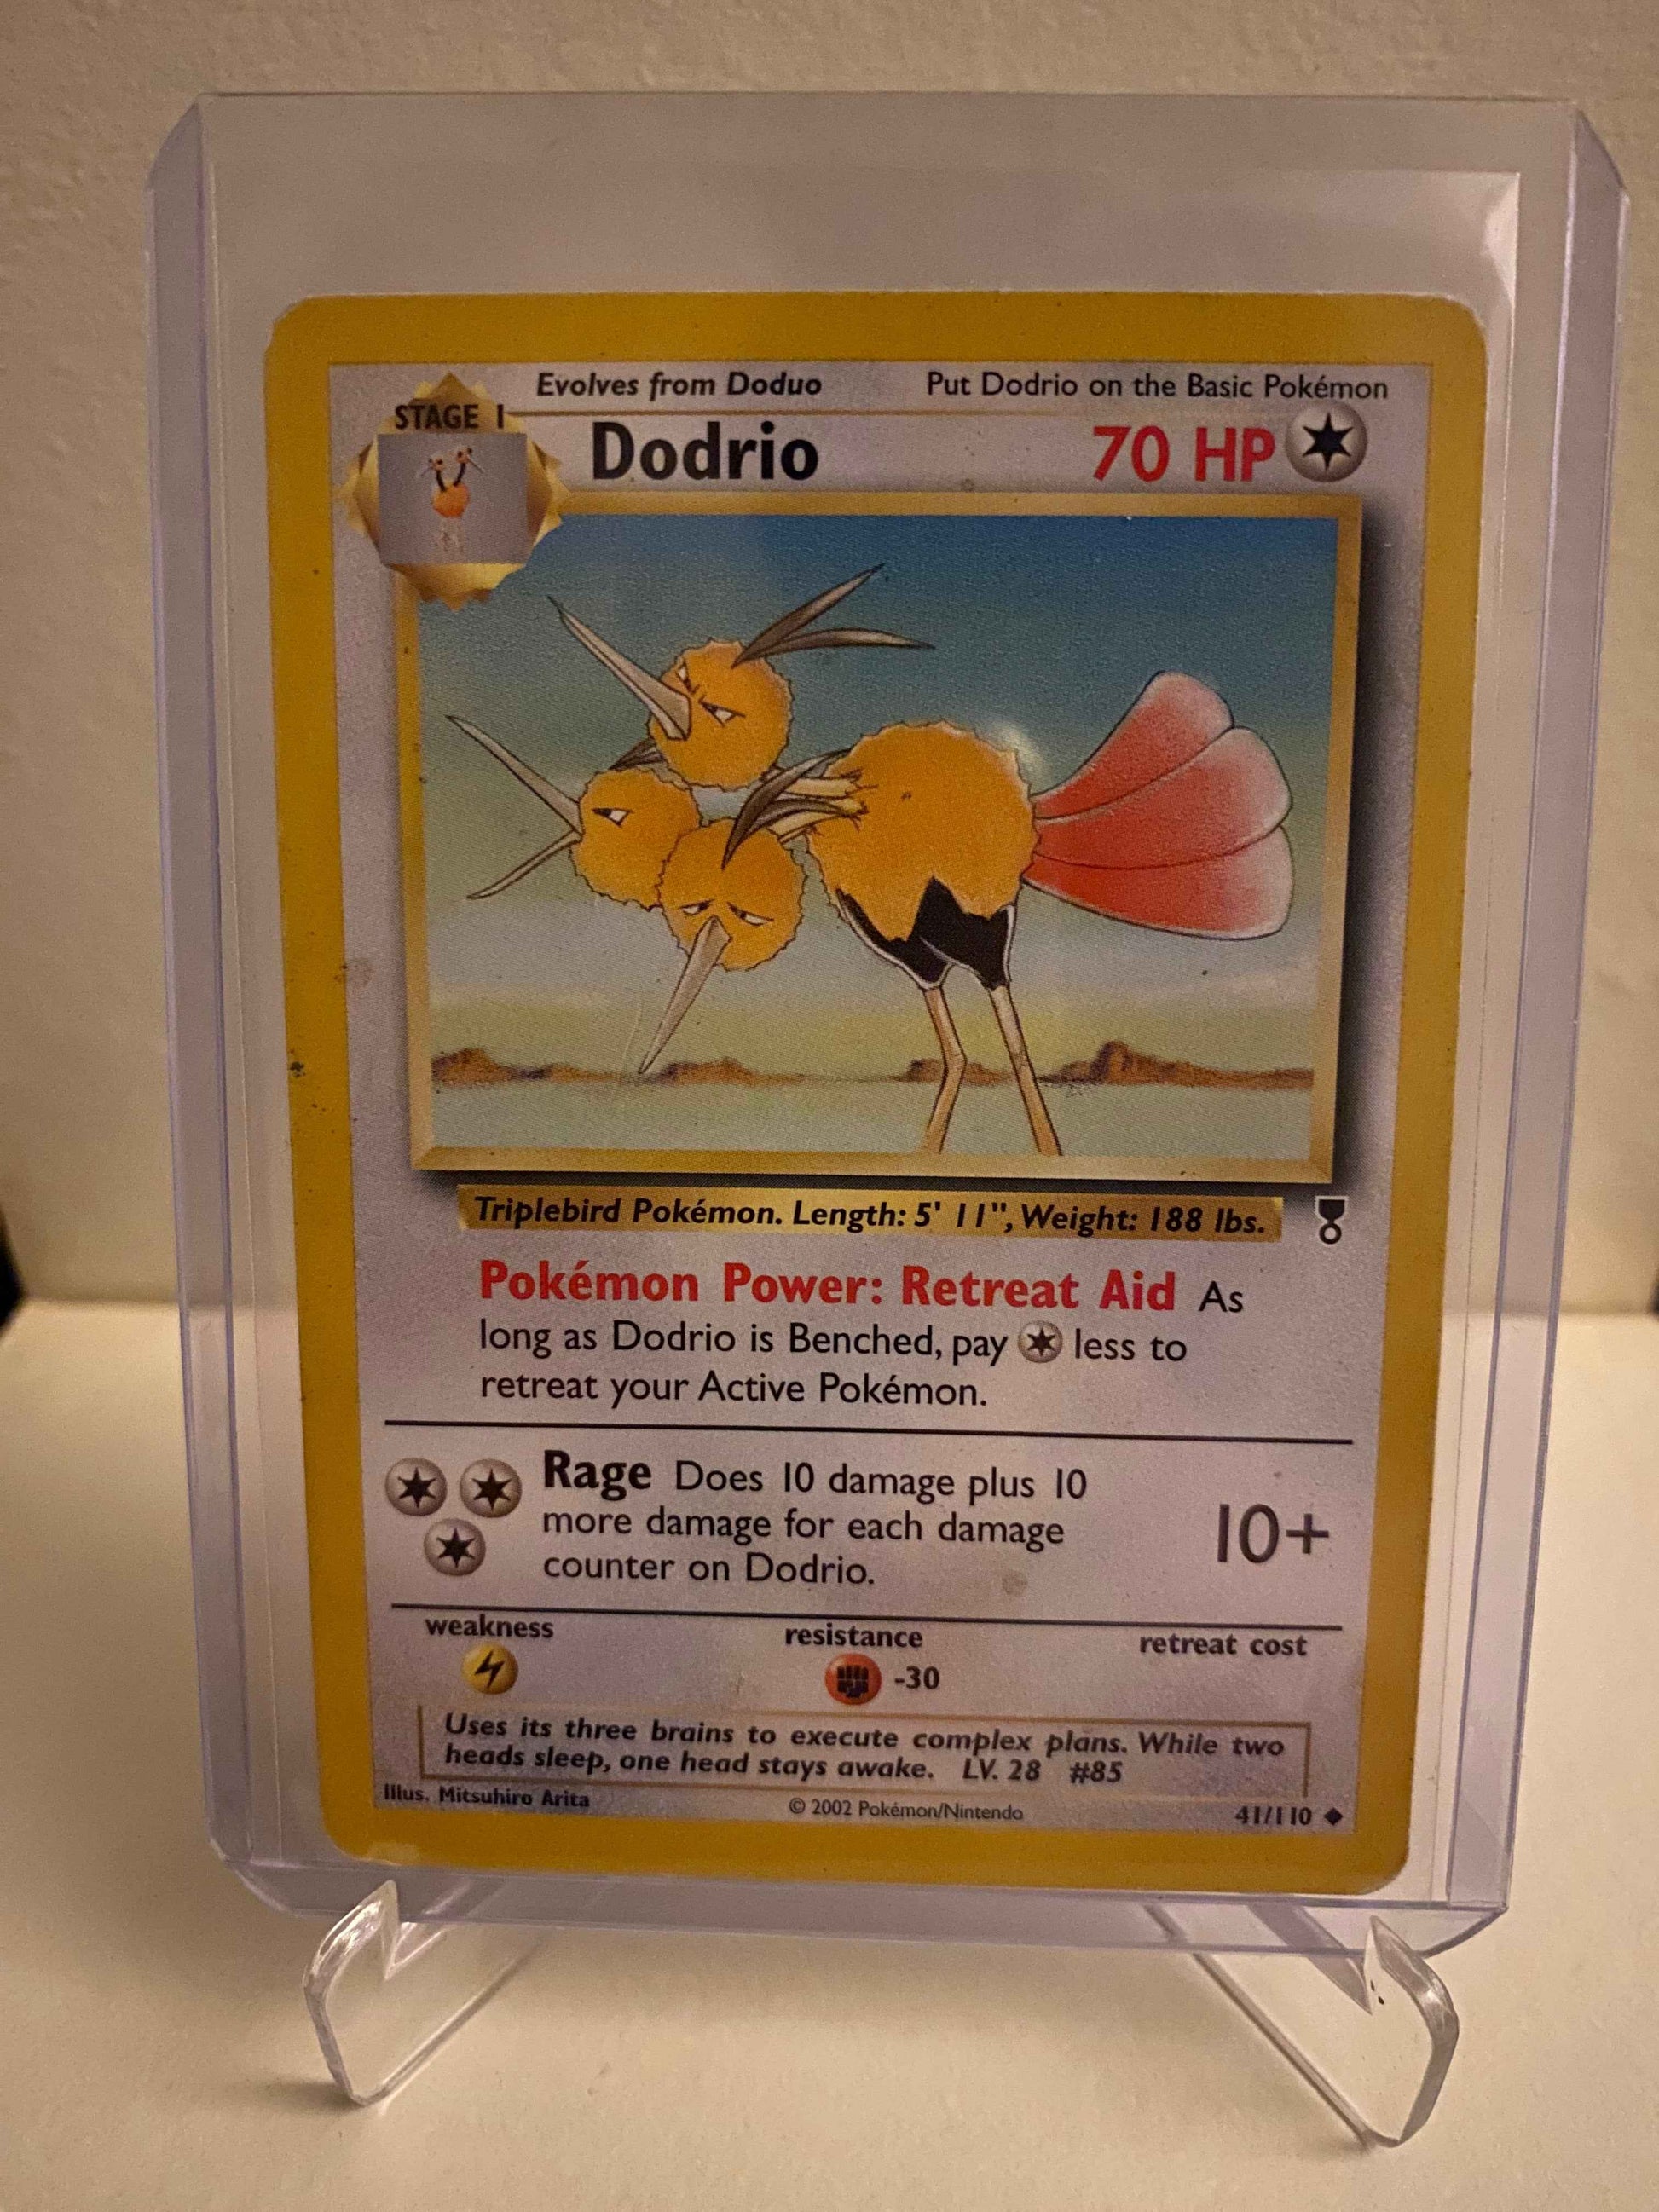 Evolves from Doduo Put Dodrio on the Basic Pokémon
STAGE 1
Dodrio 70 HP
Triplebird Pokémon. Length: 5' 11", Weight: 188 lbs.
Pokémon Power: Retreat Aid As
long as Dodrio is Benched, pay less to
retreat your Active Pokémon.
Rage Does 10 damage plus 10
more damage for each damage
counter on Dodrio.
10+
weakness resistance retreat cost
-30
Uses its three brains to execute complex plans. While two
heads sleep, one head stays awake. LV. 28 #85
Illus. Mitsuhiro Arita © 2002 Pokémon/Nintendo 41/110